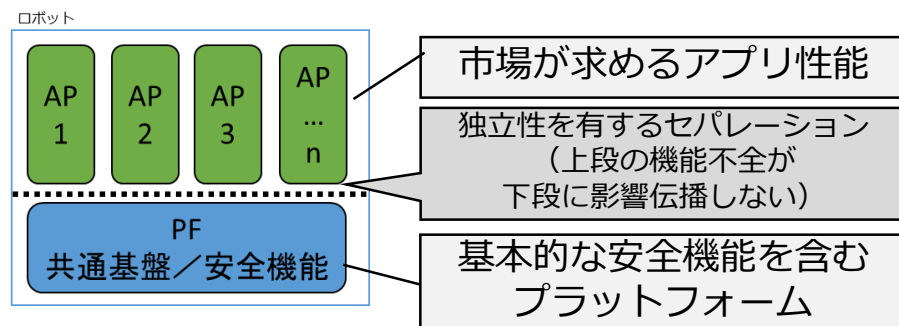 ロボット
AP
1
AP
2
AP
3
AP
…
n
市場が求めるアプリ性能
独立性を有するセパレーション
（上段の機能不全が
下段に影響伝播しない）
PF
共通基盤／安全機能
基本的な安全機能を含む
プラットフォーム